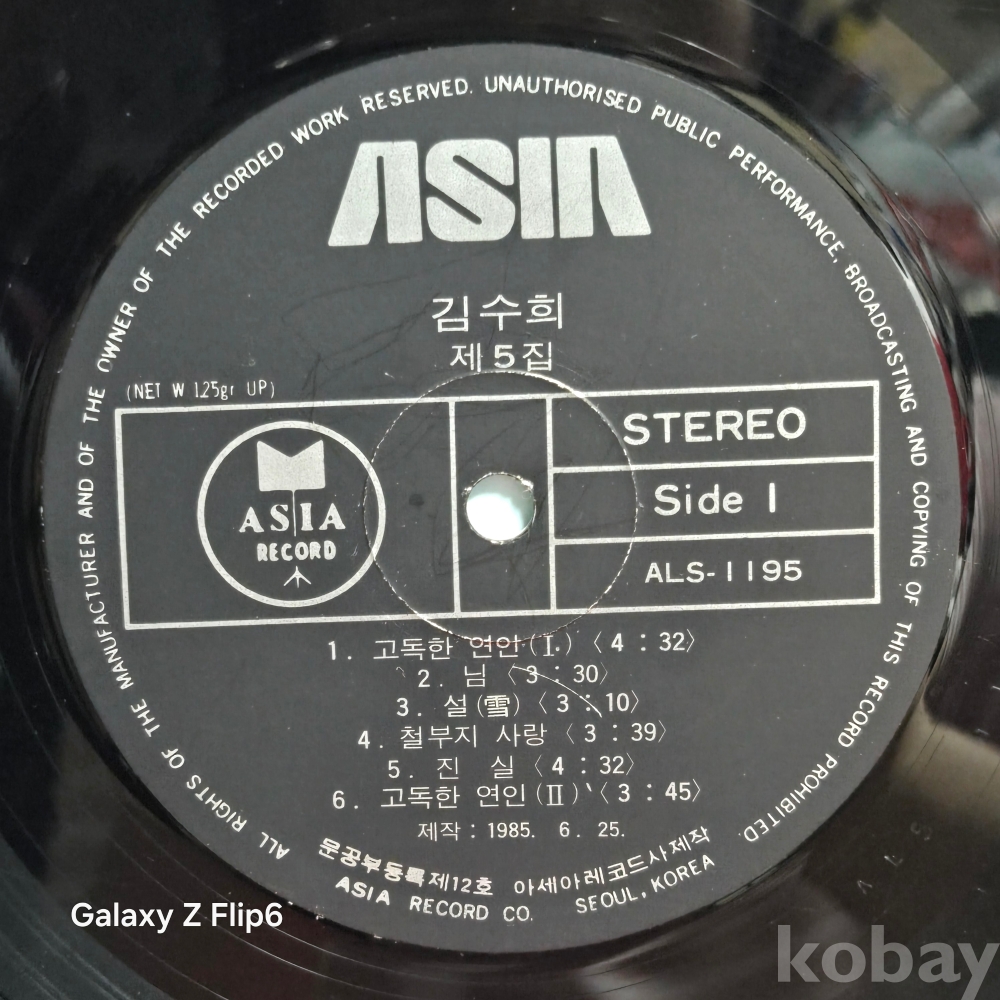 ALL RIGHTS OF THE MANUFACTURER AND OF THE OWNER OF THE RECORDED WORK RESERVED. UNAUTHORISED PUBLIC PERFORMANCE, BROADCASTING AND COPYING OF THIS RECORD PROHIBITED.
ASIA
김수희
제5집
(NET W 125gr UP)
ASIA
RECORD
STEREO
Side 1
ALS-1195
1. 고독한 연안(Ⅰ.) 〈4 : 32〉
2. 님 〈3 : 30〉
3. 설(雪) 〈3 : 10〉
4. 철부지 사랑 〈3 : 39〉
5. 진 실 〈4 : 32〉
6. 고독한 연인(Ⅱ) 〈3 : 45〉
제작 : 1985. 6. 25.
문공부등록제12호 아세아레코드사제작
ASIA RECORD CO. SEOUL, KOREA
Galaxy Z Flip6
kobay